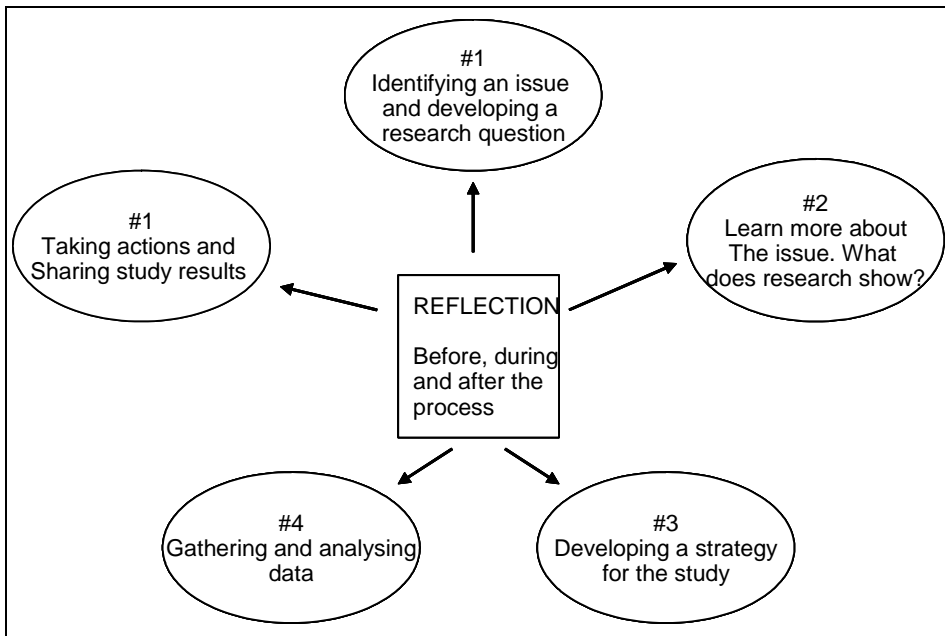 #1
Identifying an issue
and developing a
research question
#2
Learn more about
The issue. What
does research show?
#3
Developing a strategy
for the study
#4
Gathering and analysing
data
#1
Taking actions and
Sharing study results
REFLECTION
Before, during
and after the
process